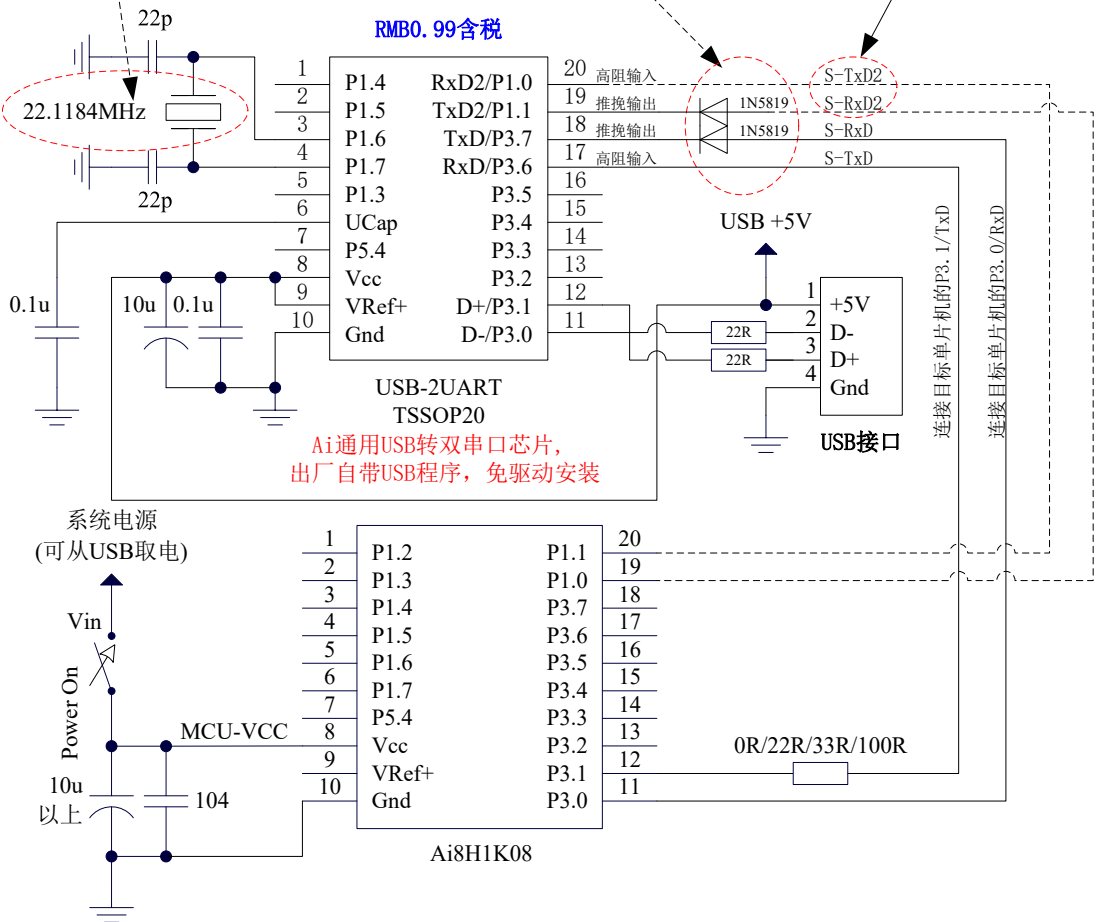 22p
RMB0.99含税
22.1184MHz
22p
1 P1.4 RxD2/P1.0 20 高阻输入 S-TxD2
2 P1.5 TxD2/P1.1 19 推挽输出 1N5819 S-RxD2
3 P1.6 TxD/P3.7 18 推挽输出 1N5819 S-RxD
4 P1.7 RxD/P3.6 17 高阻输入 S-TxD
5 P1.3 P3.5 16
6 UCap P3.4 15
7 P5.4 P3.3 14
8 Vcc P3.2 13
9 VRef+ D+/P3.1 12
10 Gnd D-/P3.0 11
0.1u
10u
0.1u
USB-2UART
TSSOP20
Ai通用USB转双串口芯片,
出厂自带USB程序，免驱动安装
22R
22R
USB +5V
1 +5V
2 D-
3 D+
4 Gnd
USB接口
连接目标单片机的P3.1/TxD
连接目标单片机的P3.0/RxD
系统电源
(可从USB取电)
Vin
Power On
MCU-VCC
10u
以上
104
1 P1.2 P1.1 20
2 P1.3 P1.0 19
3 P1.4 P3.7 18
4 P1.5 P3.6 17
5 P1.6 P3.5 16
6 P1.7 P3.4 15
7 P5.4 P3.3 14
8 Vcc P3.2 13
9 VRef+ P3.1 12
10 Gnd P3.0 11
0R/22R/33R/100R
Ai8H1K08